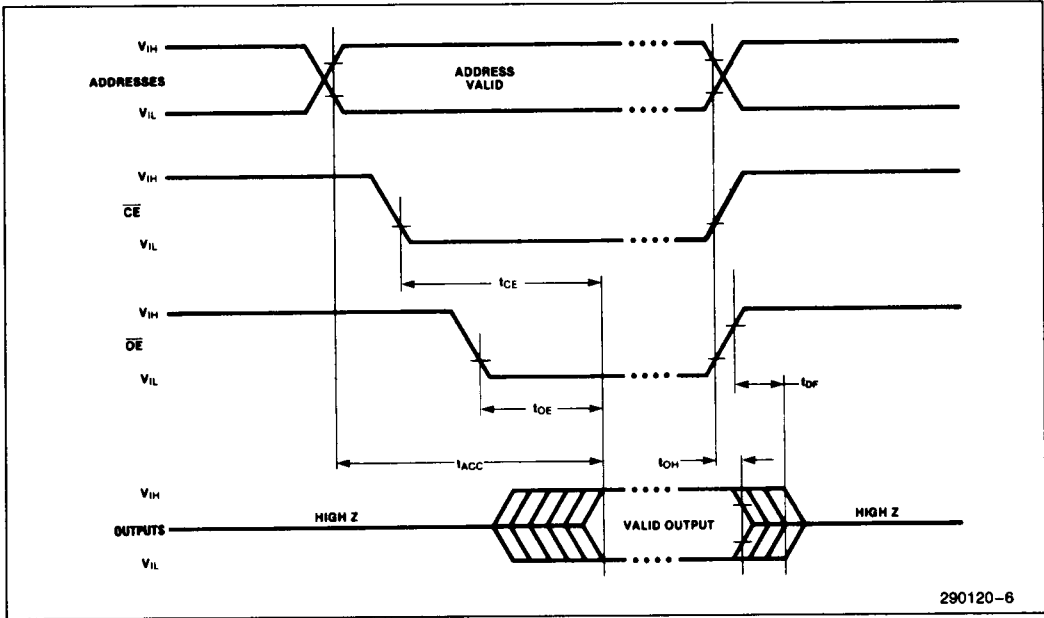 VIH
ADDRESSES
ADDRESS
VALID
VIL
VIH
CE
VIL
tCE
VIH
OE
VIL
tDF
tOE
tACC
tOH
VIH
HIGH Z
VALID OUTPUT
HIGH Z
OUTPUTS
VIL
290120-6